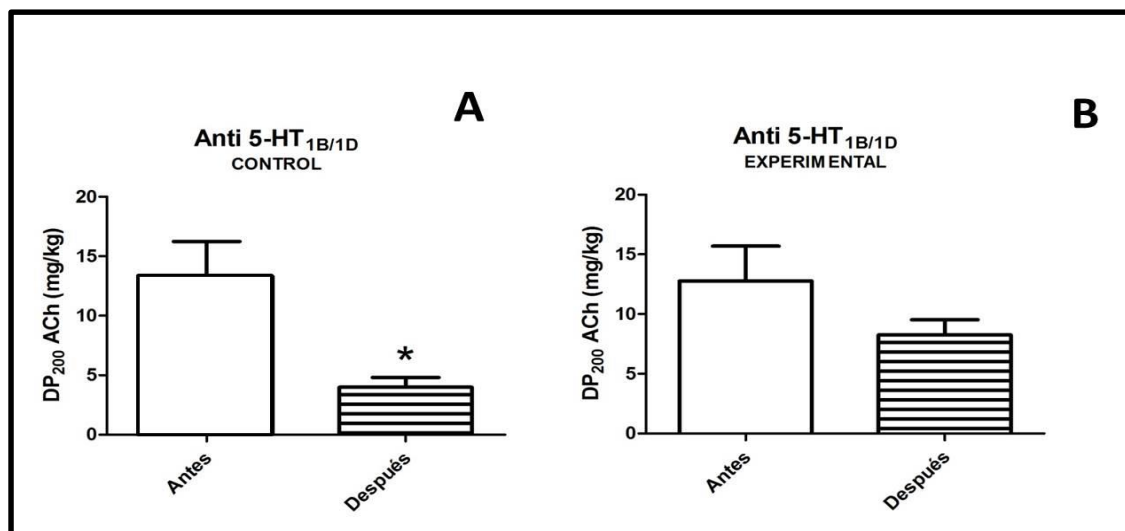 A
Anti 5-HT1B/1D
CONTROL
DP200 ACh (mg/kg)
20
15
10
5
0
*
Antes
Después
B
Anti 5-HT1B/1D
EXPERIMENTAL
DP200 ACh (mg/kg)
20
15
10
5
0
Antes
Después